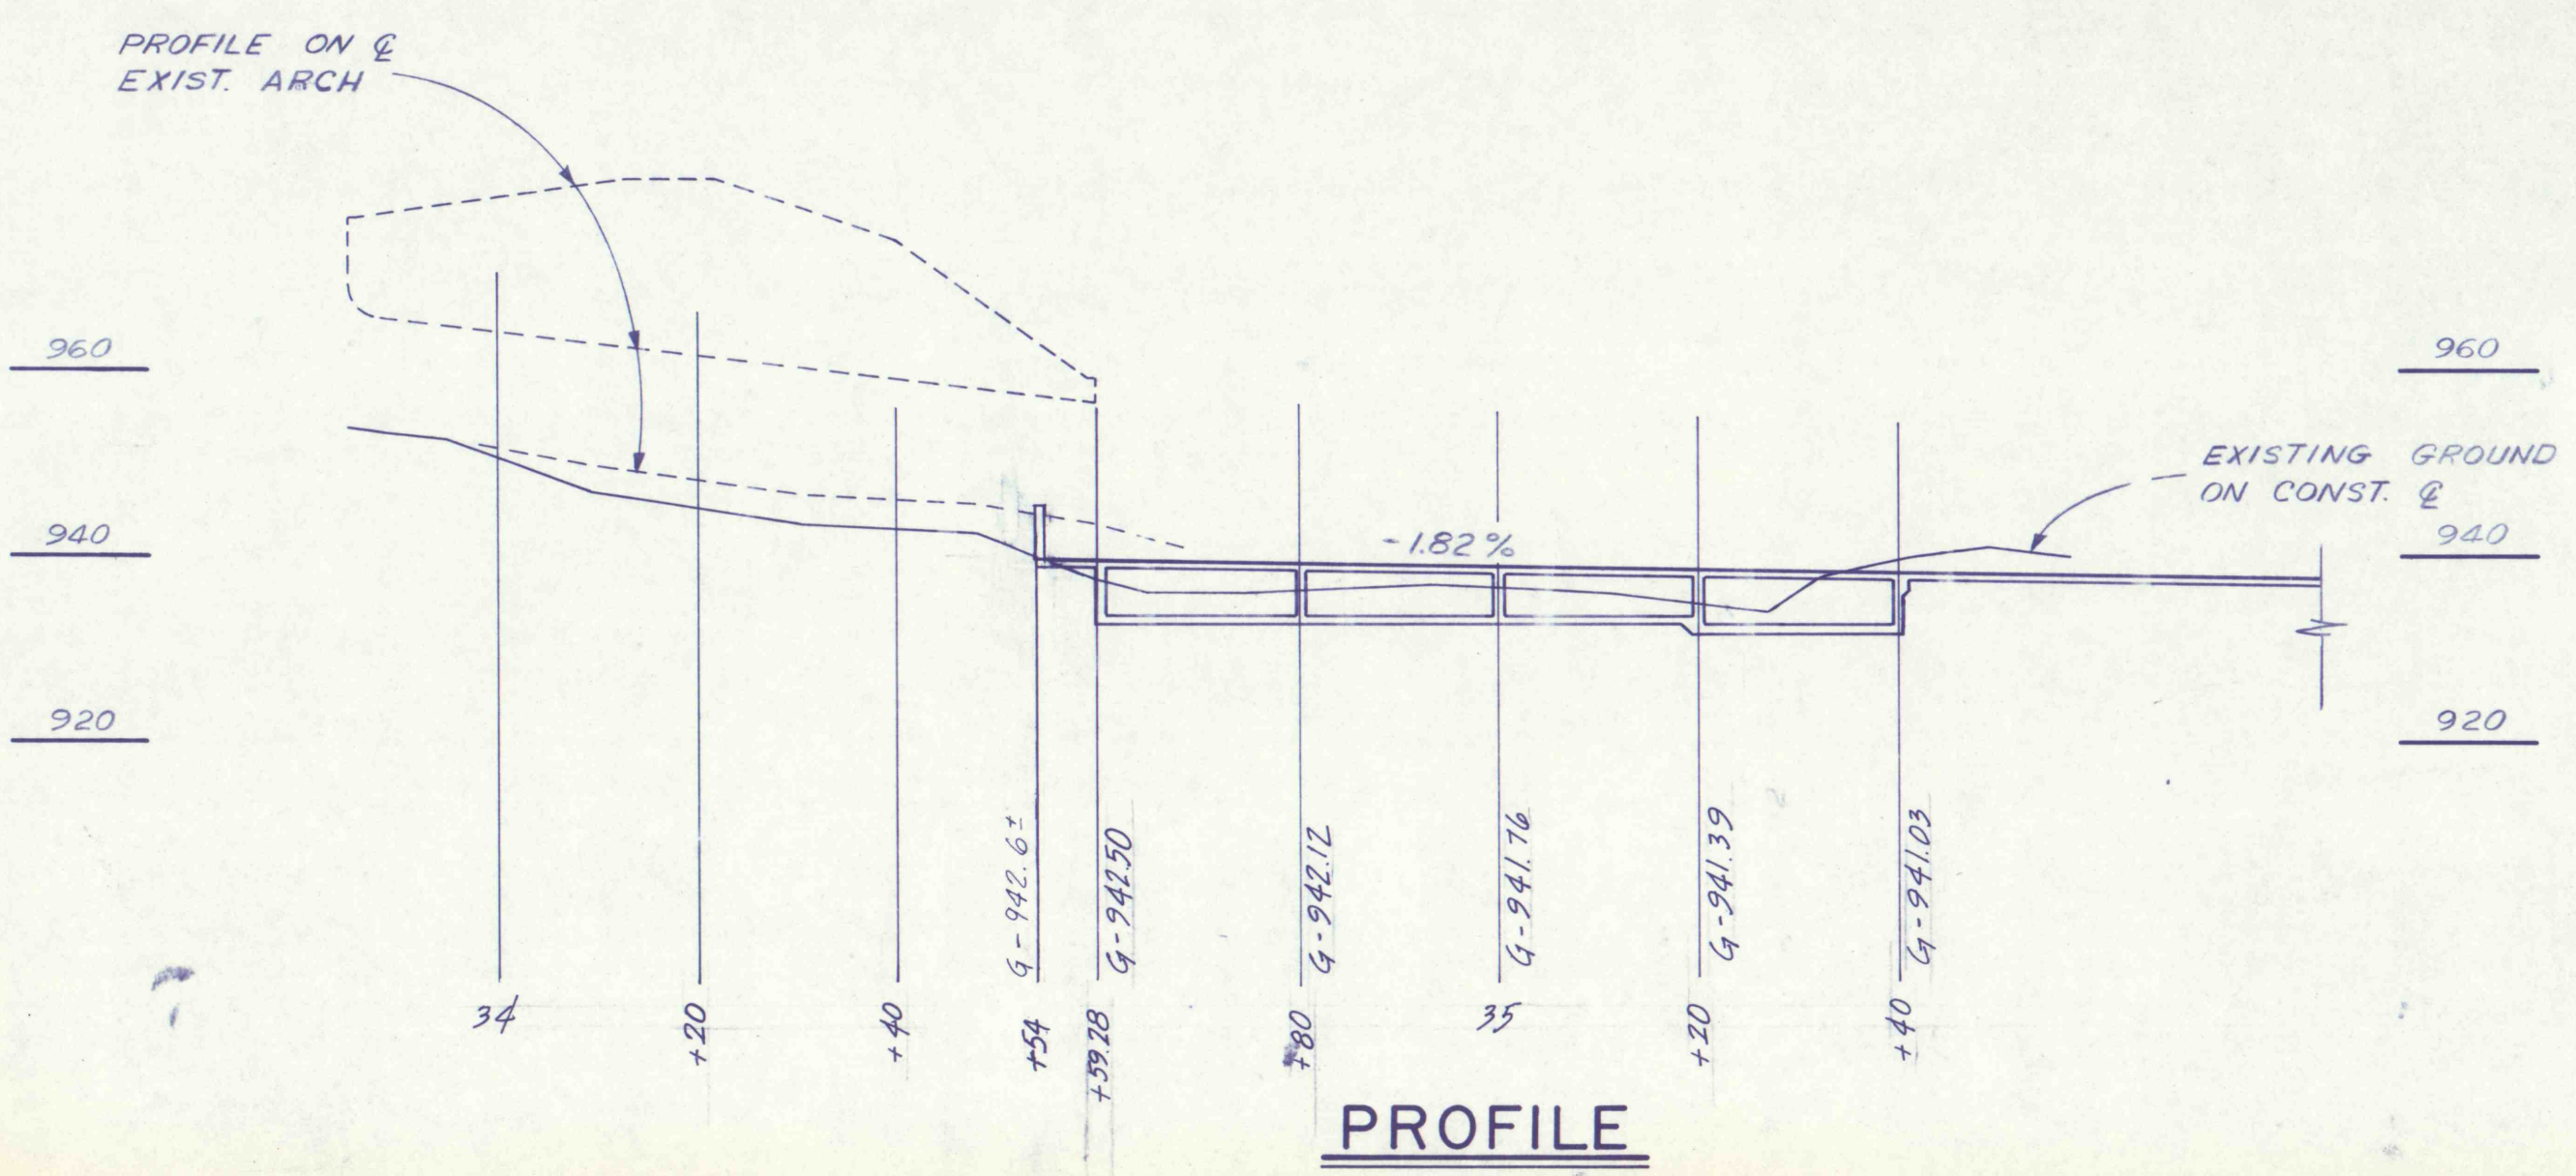 PROFILE ON ℄
EXIST. ARCH
960
960
EXISTING GROUND
ON CONST. ℄
940
940
-1.82%
920
920
G-942.6±
G-942.50
G-942.12
G-941.76
G-941.39
G-941.03
34
+20
+40
+54
+59.28
+80
35
+20
+40
PROFILE